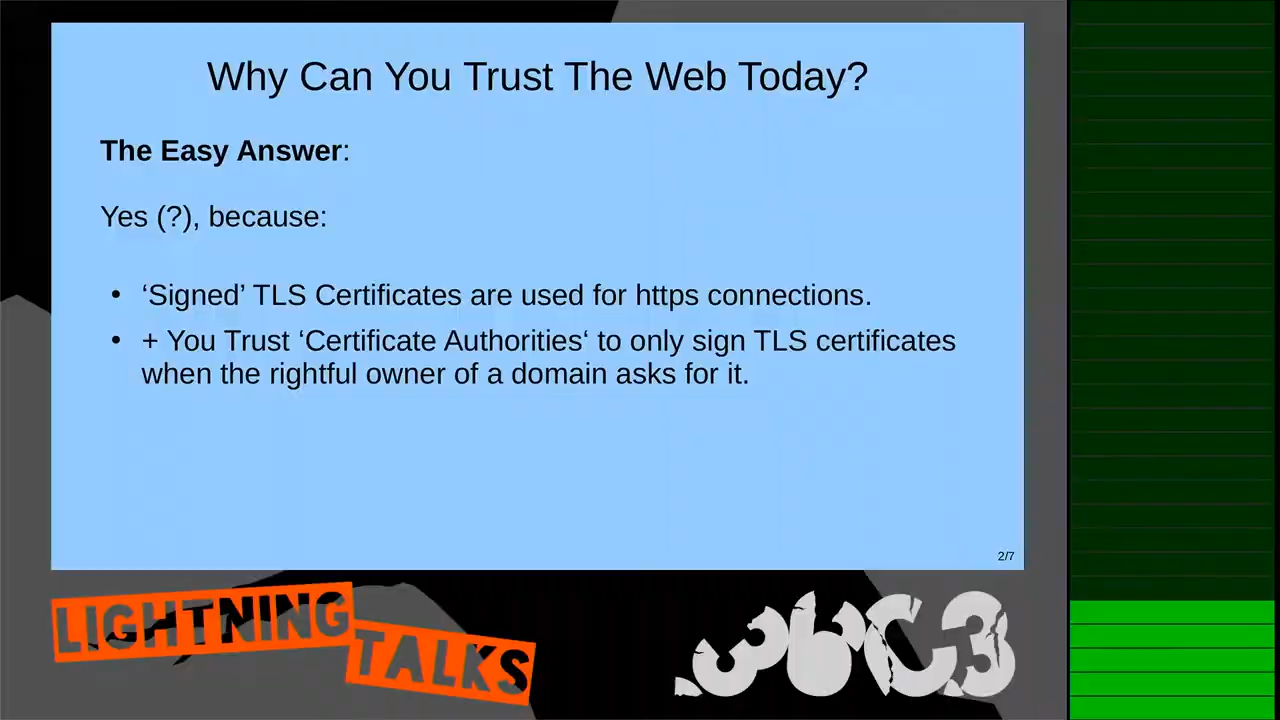 Why Can You Trust The Web Today?
The Easy Answer:
Yes (?), because:
• ‘Signed’ TLS Certificates are used for https connections.
• + You Trust ‘Certificate Authorities‘ to only sign TLS certificates
when the rightful owner of a domain asks for it.
2/7
LIGHTNING
TALKS
36C3